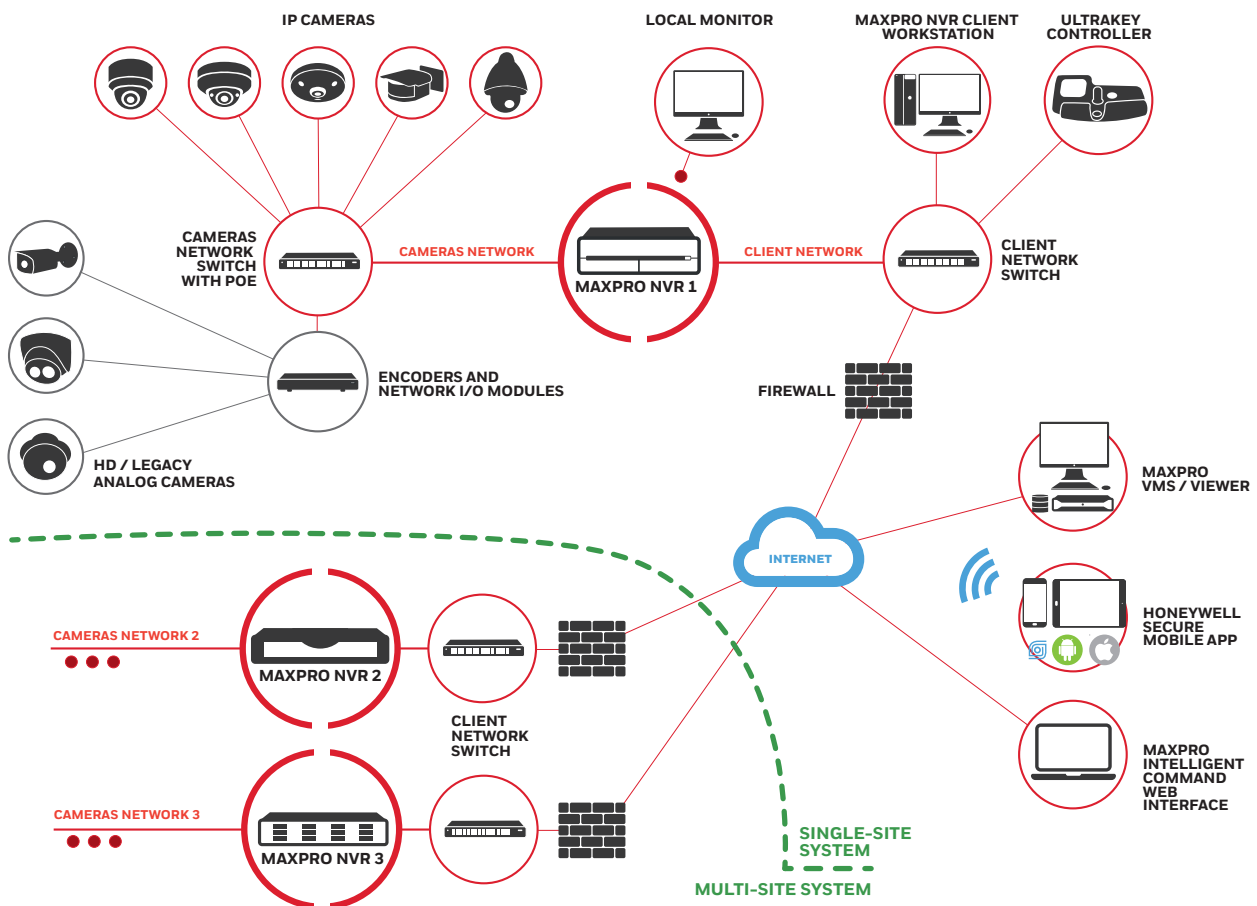 IP CAMERAS
LOCAL MONITOR
MAXPRO NVR CLIENT
WORKSTATION
ULTRAKEY
CONTROLLER
CAMERAS
NETWORK
SWITCH
WITH POE
CAMERAS NETWORK
MAXPRO NVR 1
CLIENT NETWORK
CLIENT
NETWORK
SWITCH
ENCODERS AND
NETWORK I/O MODULES
FIREWALL
HD / LEGACY
ANALOG CAMERAS
MAXPRO
VMS / VIEWER
INTERNET
HONEYWELL
SECURE
MOBILE APP
CAMERAS NETWORK 2
MAXPRO NVR 2
CLIENT
NETWORK
SWITCH
MAXPRO
INTELLIGENT
COMMAND
WEB
INTERFACE
CAMERAS NETWORK 3
MAXPRO NVR 3
SINGLE-SITE
SYSTEM
MULTI-SITE SYSTEM